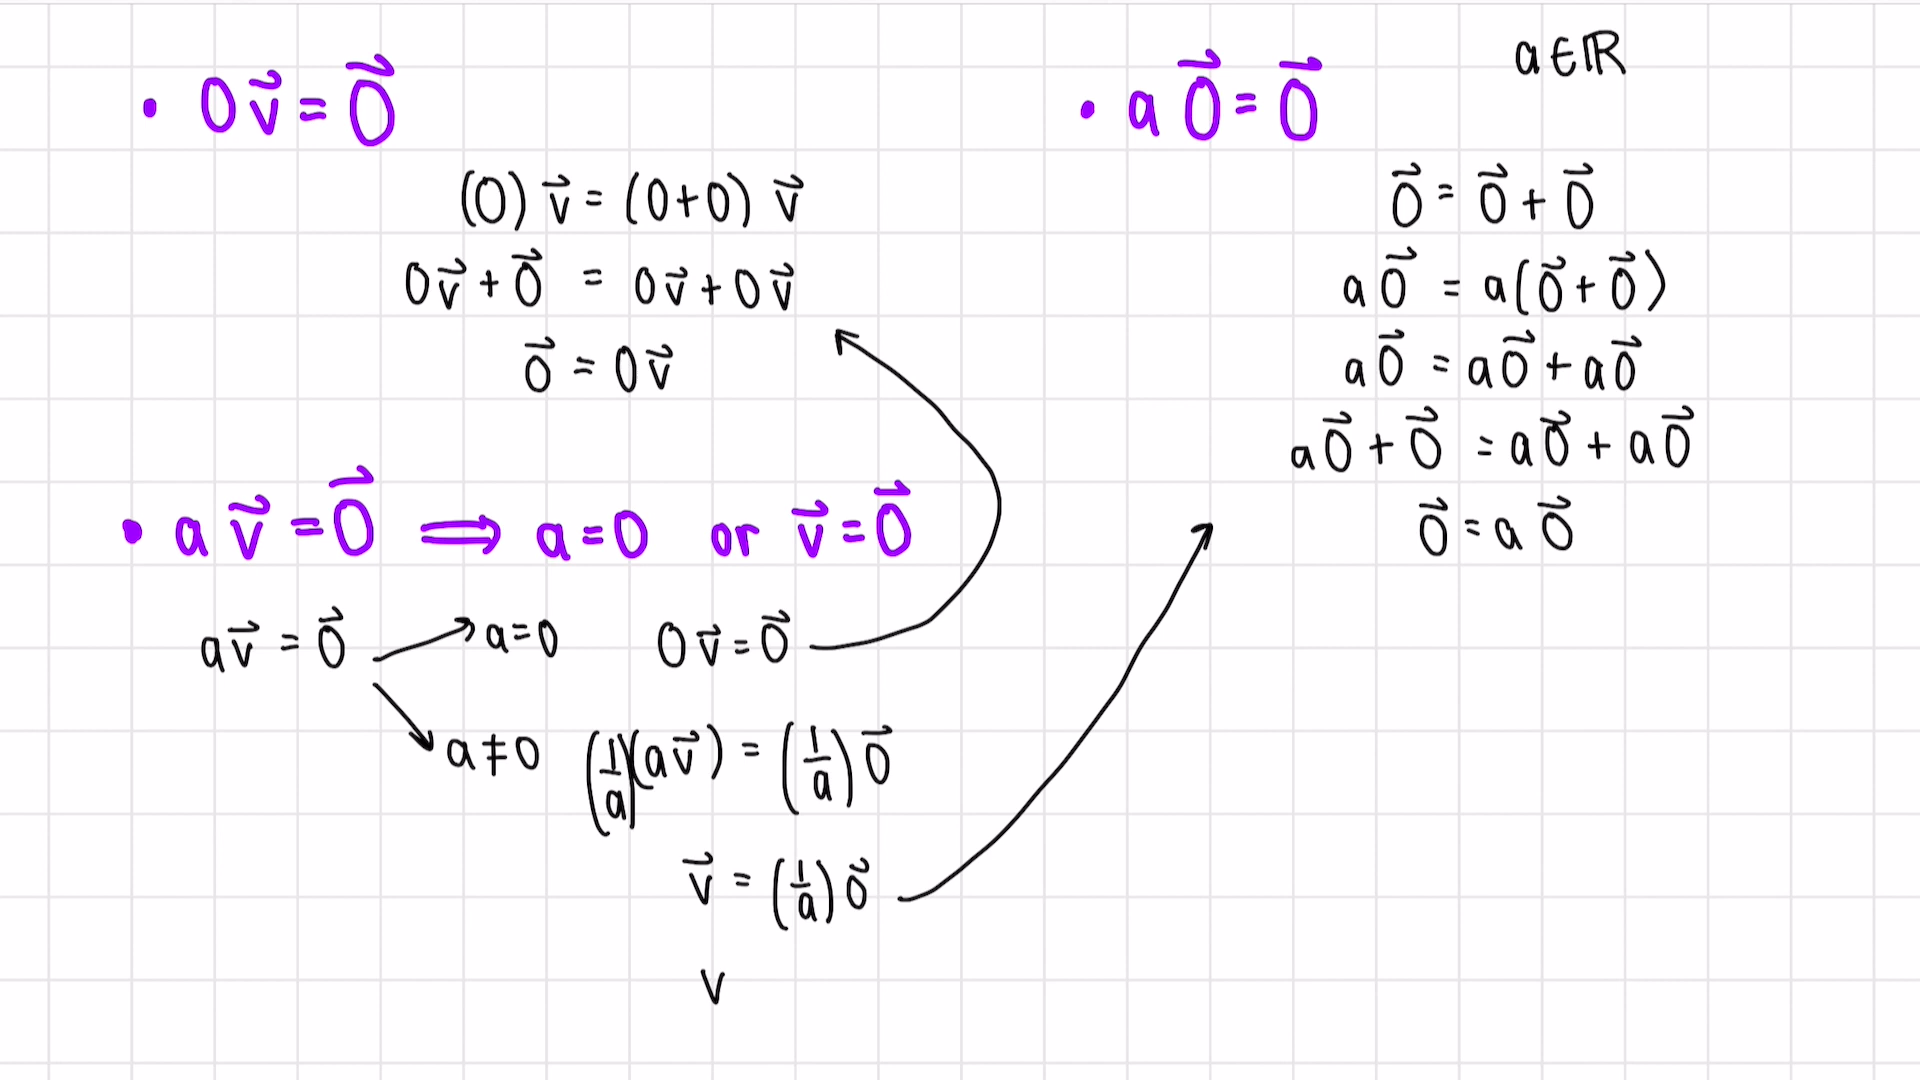 • 0v⃗ = 0⃗
(0) v⃗ = (0+0) v⃗
0v⃗ + 0⃗ = 0v⃗ + 0v⃗
0⃗ = 0v⃗
• a v⃗ = 0⃗ ⟹ a = 0 or v⃗ = 0⃗
av⃗ = 0⃗ → a = 0 0v⃗ = 0⃗
↘ a ≠ 0 (1/a)(av⃗) = (1/a) 0⃗
v⃗ = (1/a) 0⃗
v
a ∈ ℝ
• a 0⃗ = 0⃗
0⃗ = 0⃗ + 0⃗
a0⃗ = a(0⃗ + 0⃗)
a0⃗ = a0⃗ + a0⃗
a0⃗ + 0⃗ = a0⃗ + a0⃗
0⃗ = a 0⃗